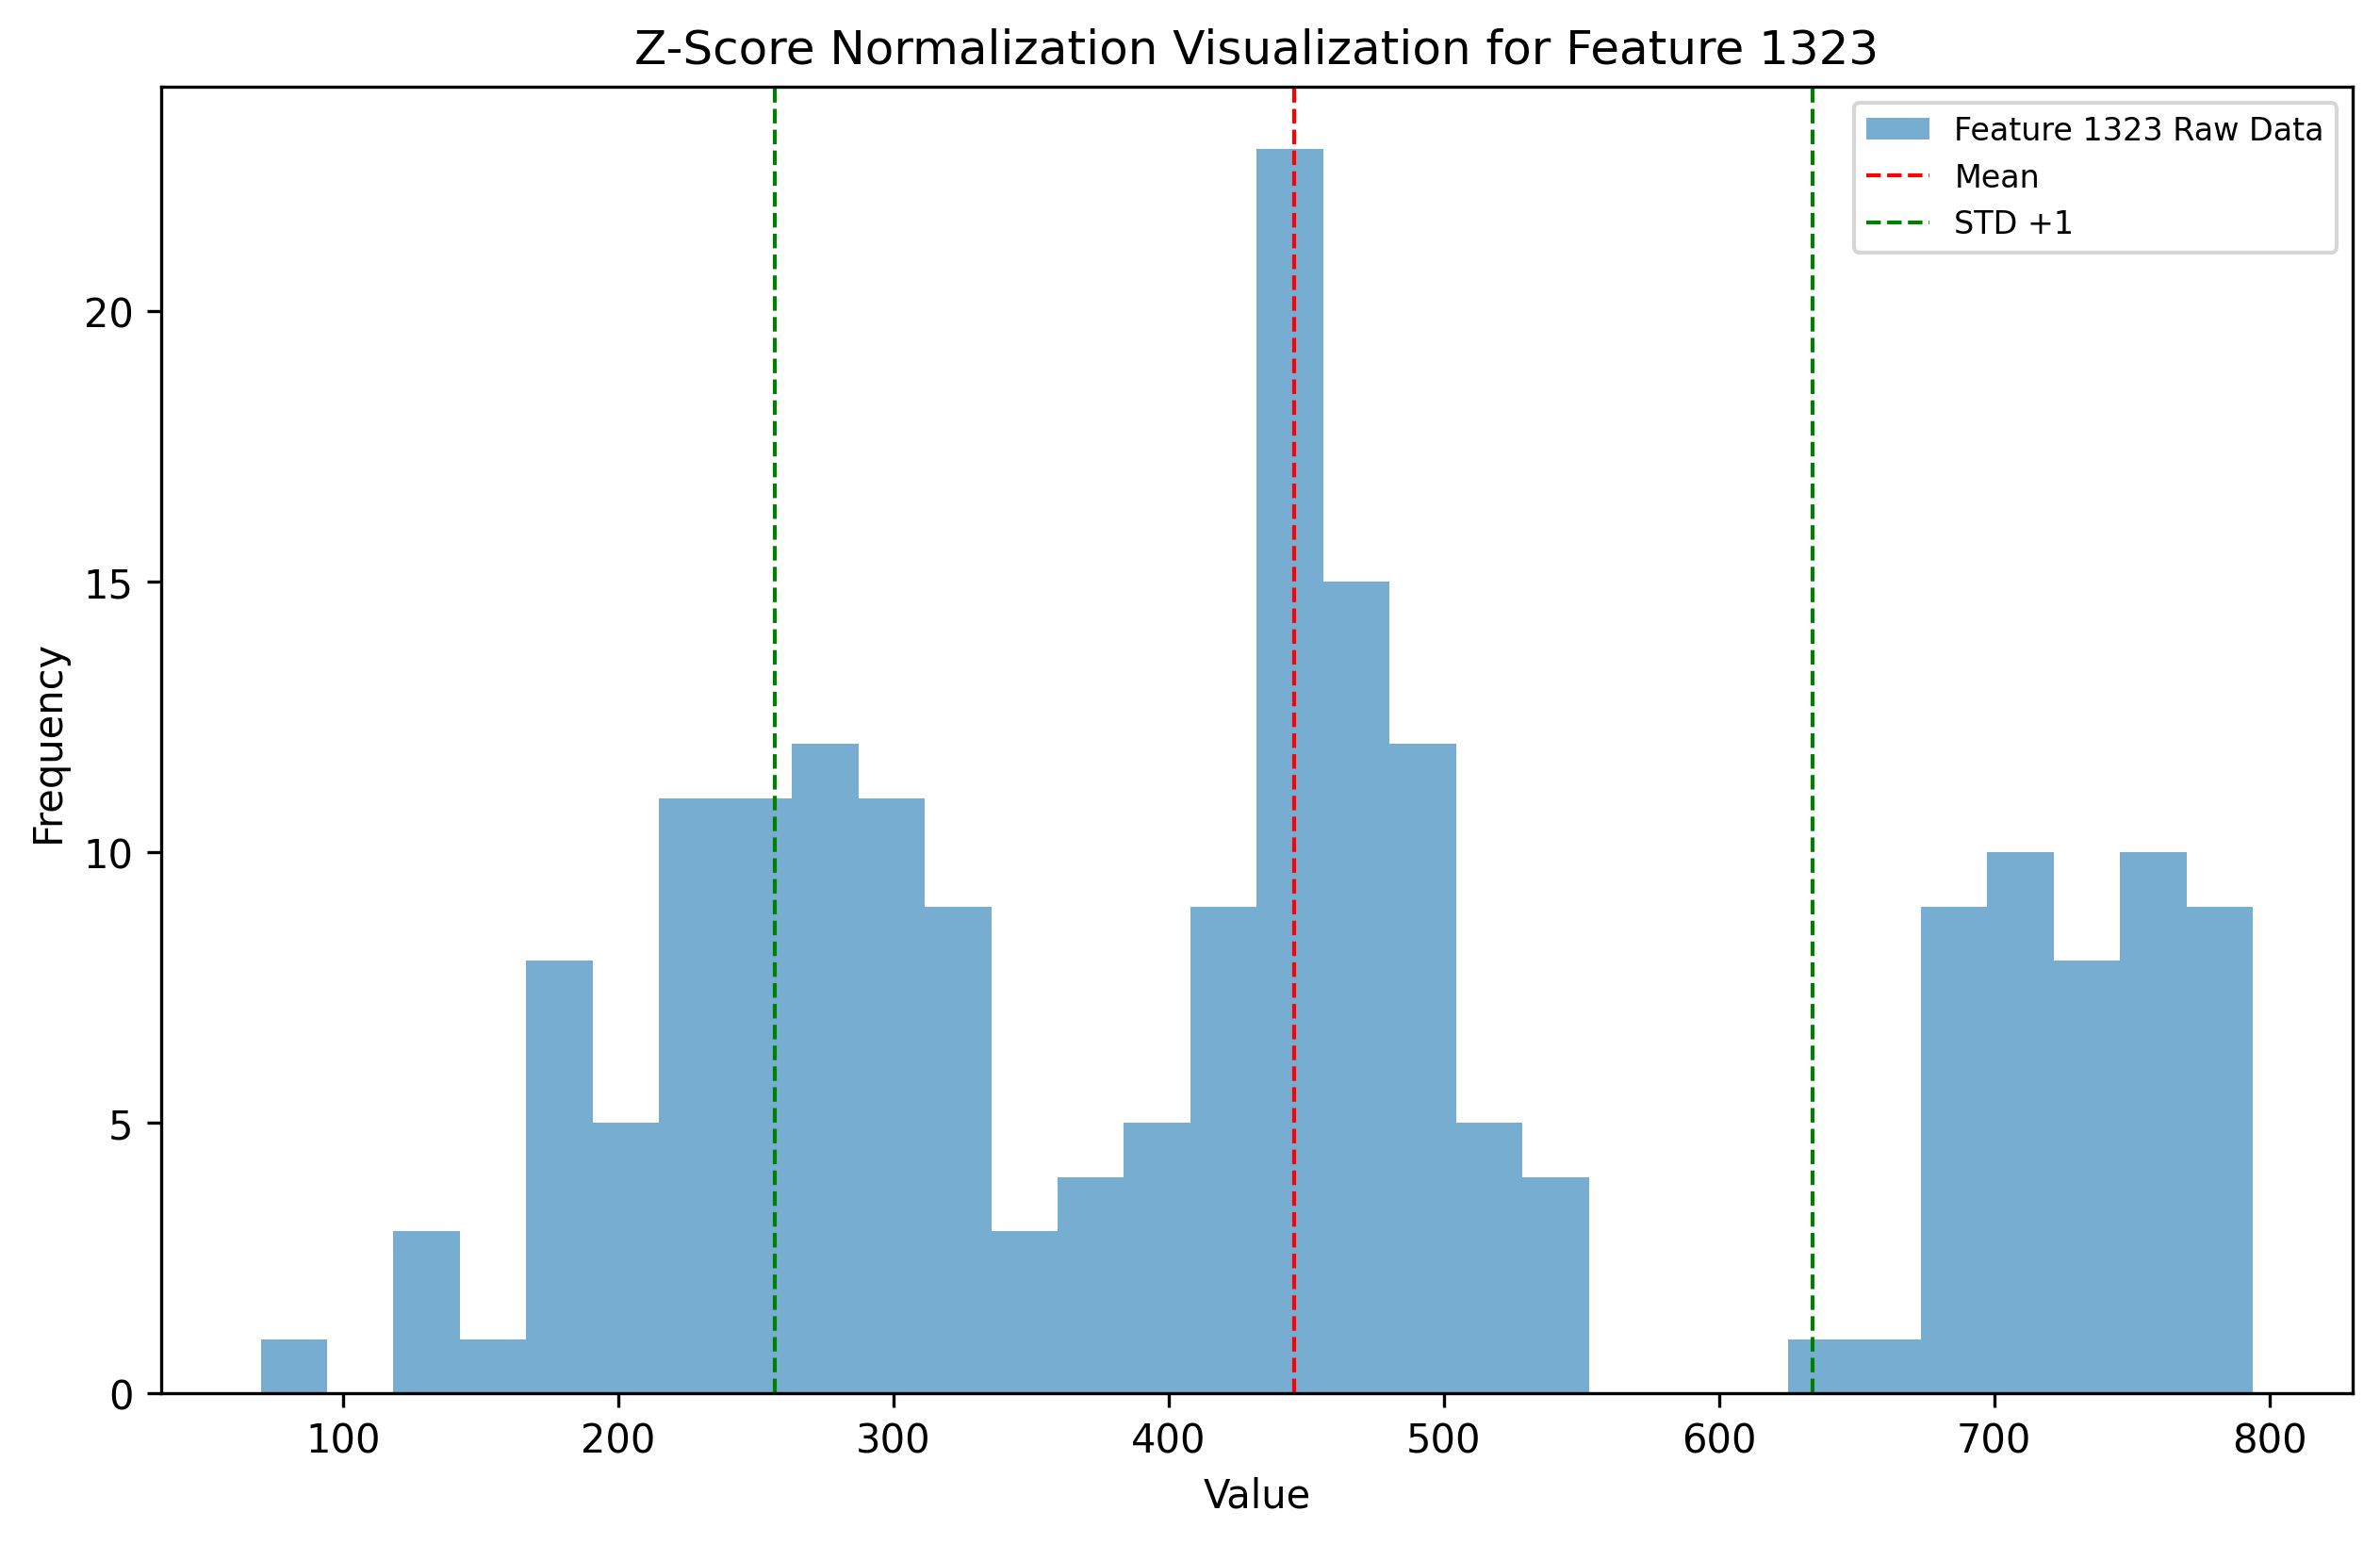 Z-Score Normalization Visualization for Feature 1323
Feature 1323 Raw Data
Mean
STD +1
Frequency
20
15
10
5
0
100 200 300 400 500 600 700 800
Value